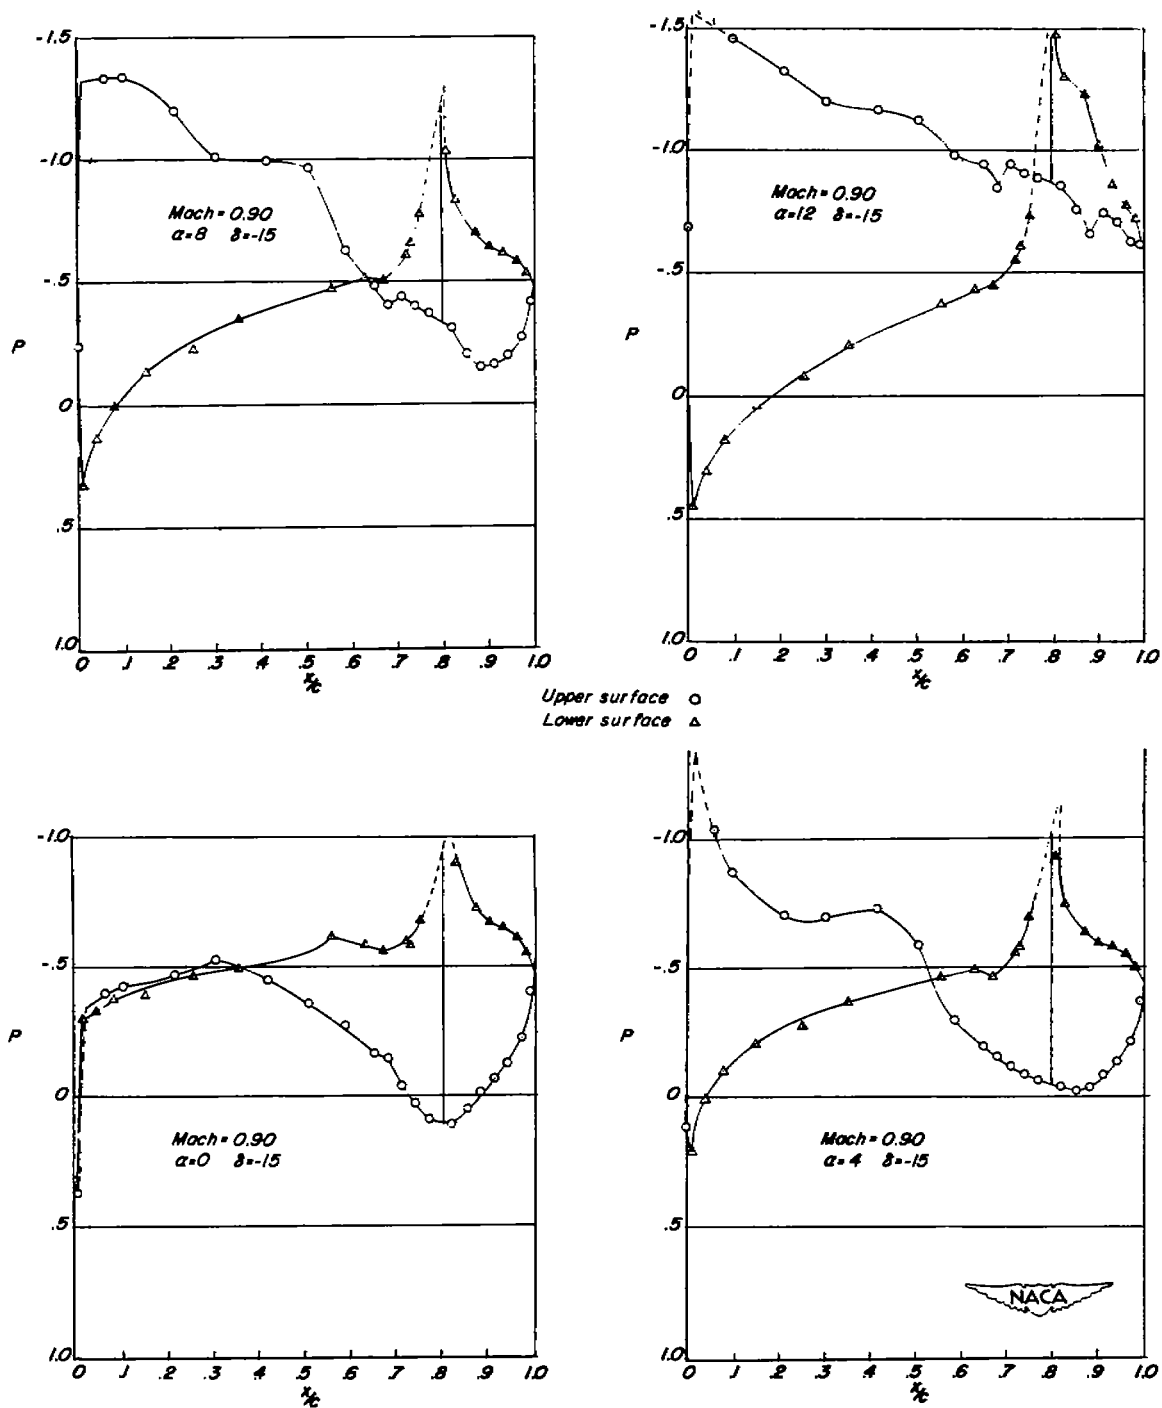 -1.5
-1.0
-.5
0
.5
1.0
P
Mach = 0.90
α=8 δ=-15
0 .1 .2 .3 .4 .5 .6 .7 .8 .9 1.0
x/c
-1.5
-1.0
-.5
0
.5
1.0
P
Mach = 0.90
α=12 δ=-15
0 .1 .2 .3 .4 .5 .6 .7 .8 .9 1.0
x/c
Upper surface ○
Lower surface △
-1.0
-.5
0
.5
1.0
P
Mach = 0.90
α=0 δ=-15
0 .1 .2 .3 .4 .5 .6 .7 .8 .9 1.0
x/c
-1.0
-.5
0
.5
1.0
P
Mach = 0.90
α=4 δ=-15
NACA
0 .1 .2 .3 .4 .5 .6 .7 .8 .9 1.0
x/c